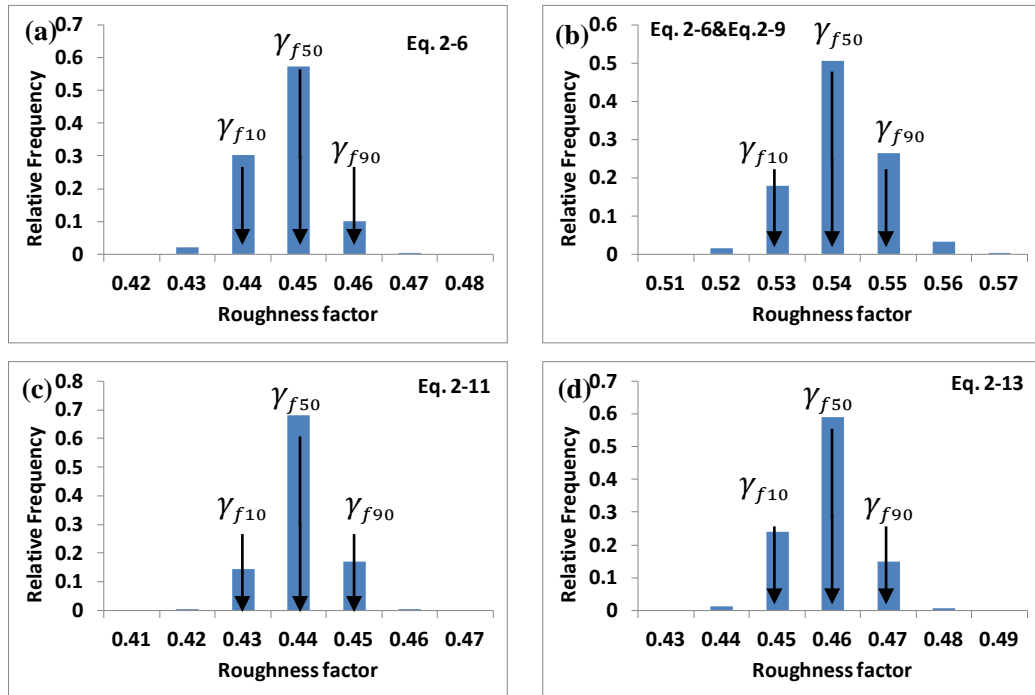 (a)
Eq. 2-6
γf50
γf10
γf90
Relative Frequency
0.7
0.6
0.5
0.4
0.3
0.2
0.1
0
0.42 0.43 0.44 0.45 0.46 0.47 0.48
Roughness factor
(b)
Eq. 2-6&Eq.2-9
γf50
γf10
γf90
Relative Frequency
0.6
0.5
0.4
0.3
0.2
0.1
0
0.51 0.52 0.53 0.54 0.55 0.56 0.57
Roughness factor
(c)
Eq. 2-11
γf50
γf10
γf90
Relative Frequency
0.8
0.7
0.6
0.5
0.4
0.3
0.2
0.1
0
0.41 0.42 0.43 0.44 0.45 0.46 0.47
Roughness factor
(d)
Eq. 2-13
γf50
γf10
γf90
Relative Frequency
0.7
0.6
0.5
0.4
0.3
0.2
0.1
0
0.43 0.44 0.45 0.46 0.47 0.48 0.49
Roughness factor